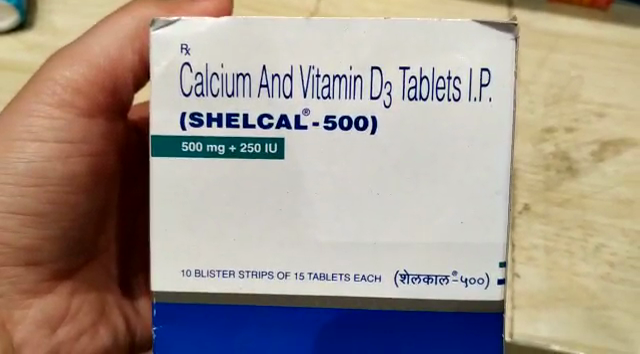 Rx
Calcium And Vitamin D3 Tablets I.P.
(SHELCAL®-500)
500 mg + 250 IU
10 BLISTER STRIPS OF 15 TABLETS EACH (शेलकाल®-५००)